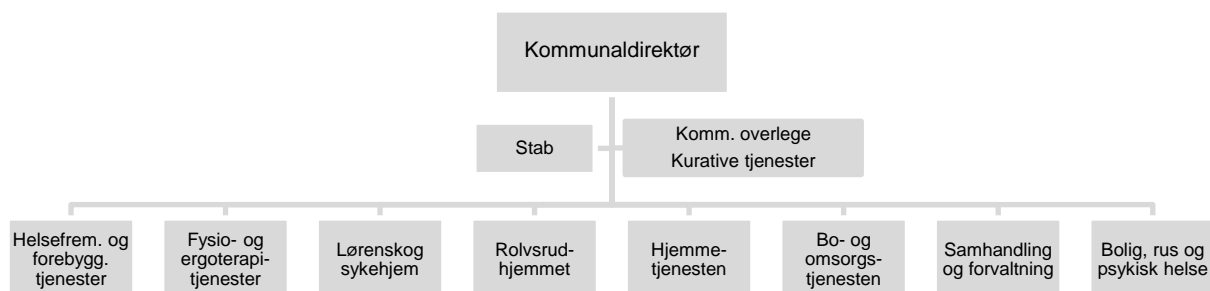 Kommunaldirektør
Stab
Komm. overlege
Kurative tjenester
Helsefrem. og
forebygg.
tjenester
Fysio- og
ergoterapi-
tjenester
Lørenskog
sykehjem
Rolvsrud-
hjemmet
Hjemme-
tjenesten
Bo- og
omsorgs-
tjenesten
Samhandling
og forvaltning
Bolig, rus og
psykisk helse